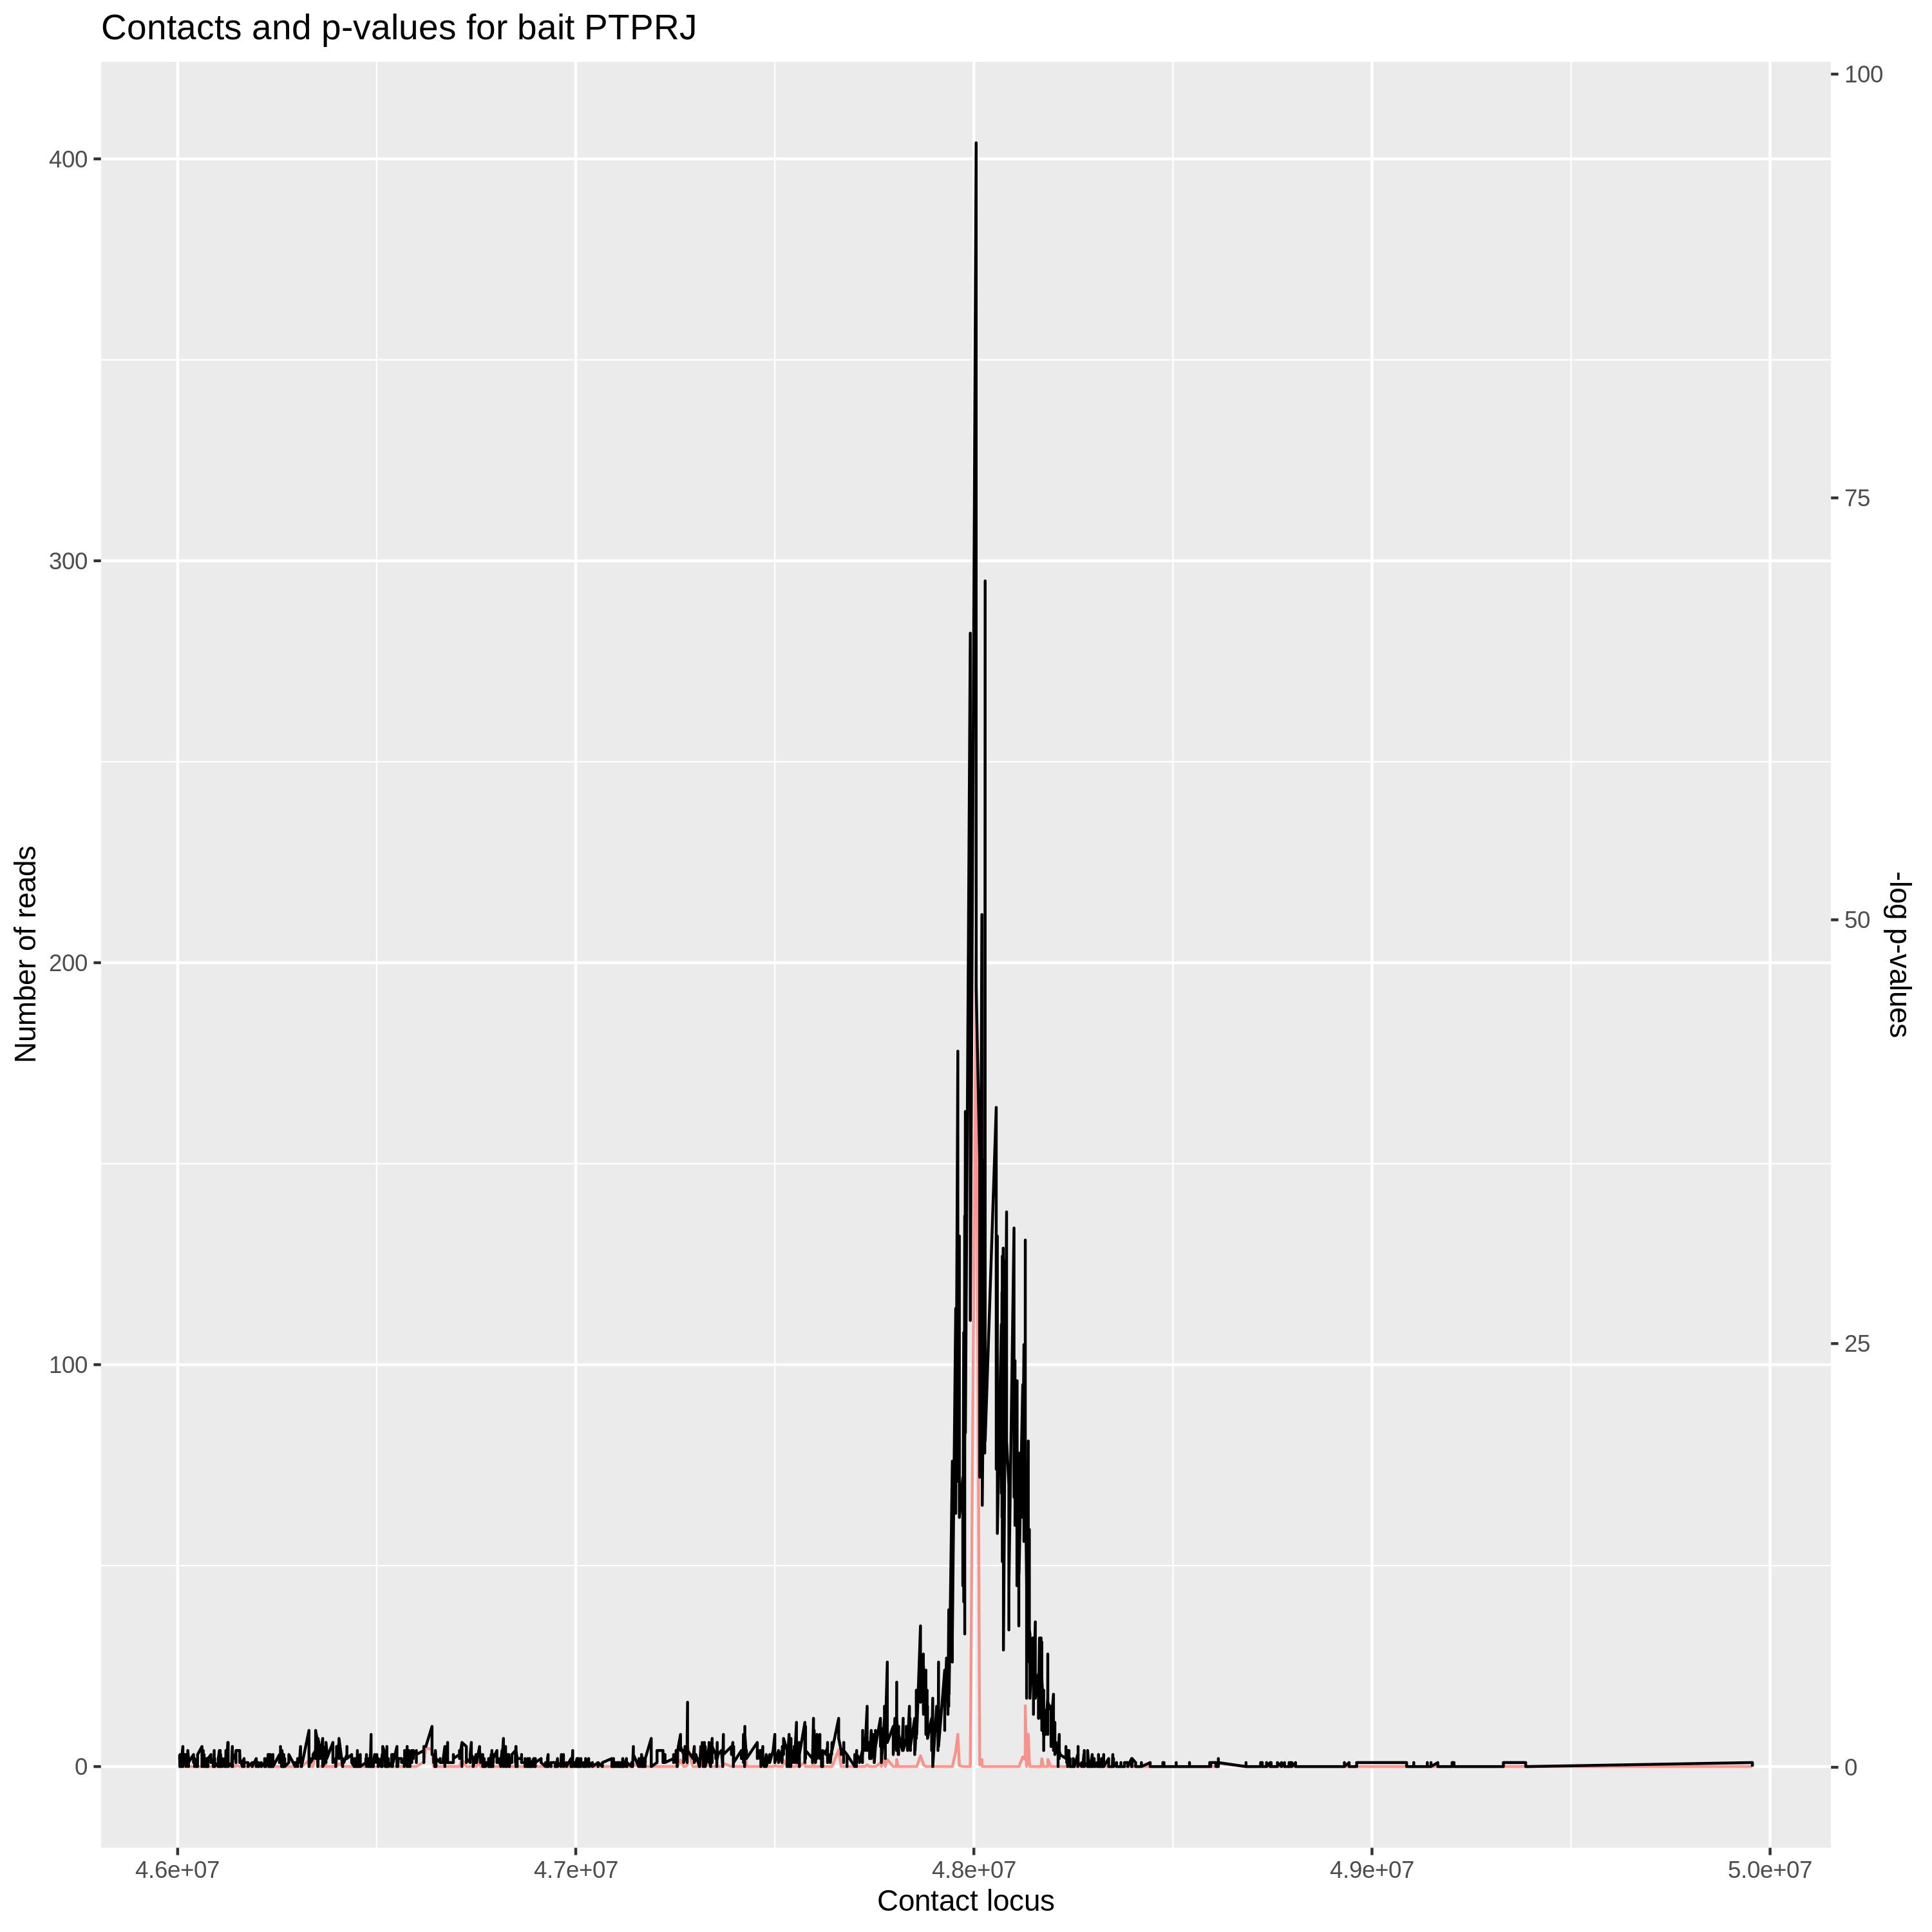 Contacts and p-values for bait PTPRJ
100
400
75
300
Number of reads
-log p-values
50
200
100
25
0
0
4.6e+07
4.7e+07
4.8e+07
4.9e+07
5.0e+07
Contact locus